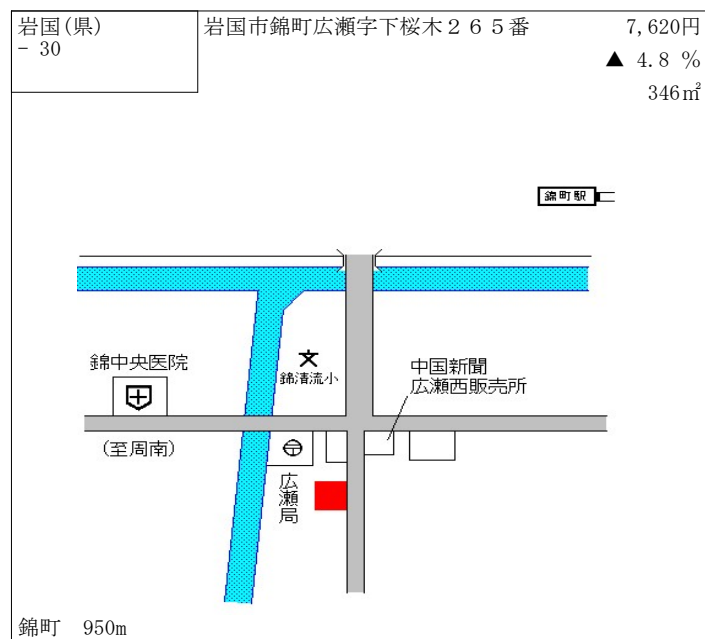 岩国(県)
- 30
岩国市錦町広瀬字下桜木２６５番
7,620円
▲ 4.8 %
346㎡
錦町駅
錦中央医院
文
錦清流小
中国新聞
広瀬西販売所
(至周南)
広瀬局
錦町 950m